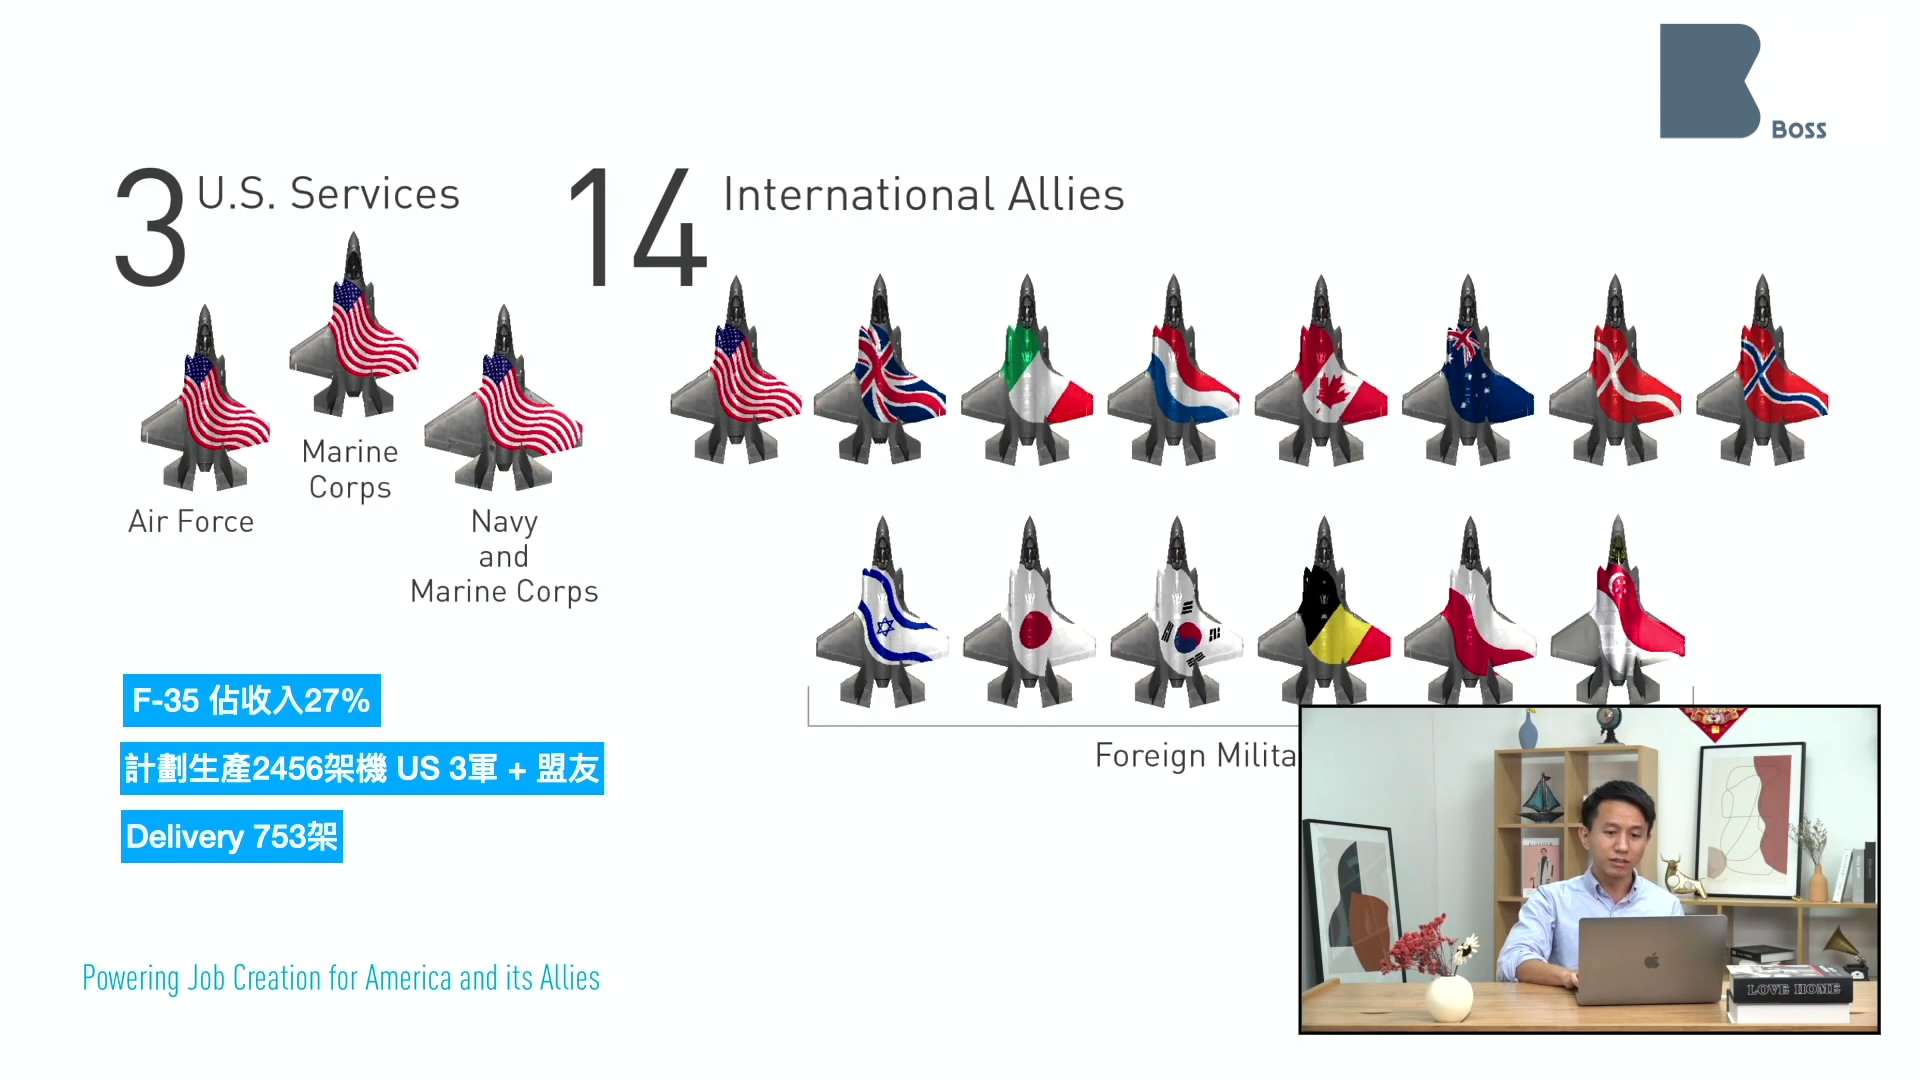 Boss
3 U.S. Services
14 International Allies
Marine
Corps
Air Force
Navy
and
Marine Corps
F-35 佔收入27%
計劃生產2456架機 US 3軍 + 盟友
Delivery 753架
Foreign Milita
Powering Job Creation for America and its Allies
LOVE HOME